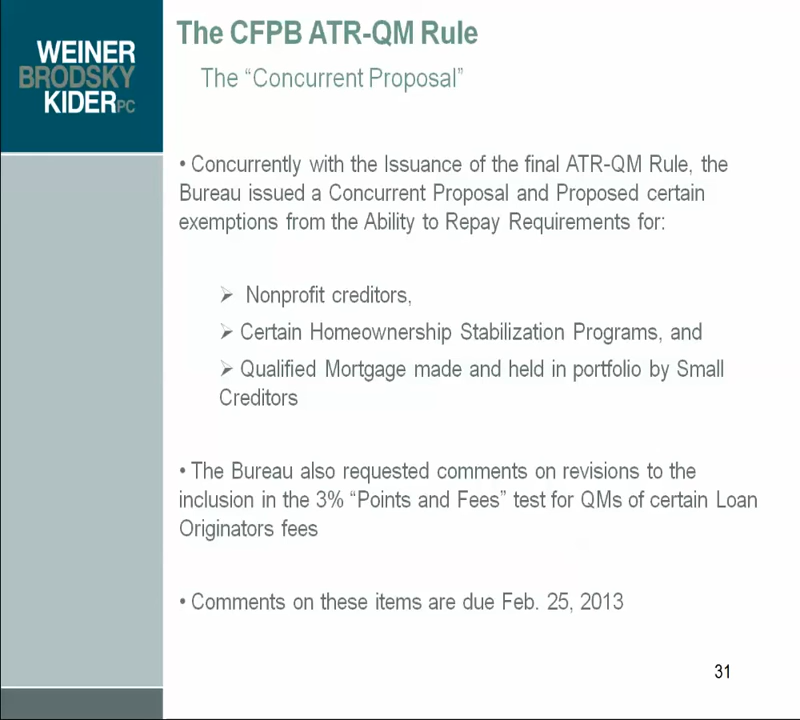 WEINER
BRODSKY
KIDER PC
The CFPB ATR-QM Rule
The “Concurrent Proposal”
• Concurrently with the Issuance of the final ATR-QM Rule, the
Bureau issued a Concurrent Proposal and Proposed certain
exemptions from the Ability to Repay Requirements for:
➢ Nonprofit creditors,
➢ Certain Homeownership Stabilization Programs, and
➢ Qualified Mortgage made and held in portfolio by Small
Creditors
• The Bureau also requested comments on revisions to the
inclusion in the 3% “Points and Fees” test for QMs of certain Loan
Originators fees
• Comments on these items are due Feb. 25, 2013
31